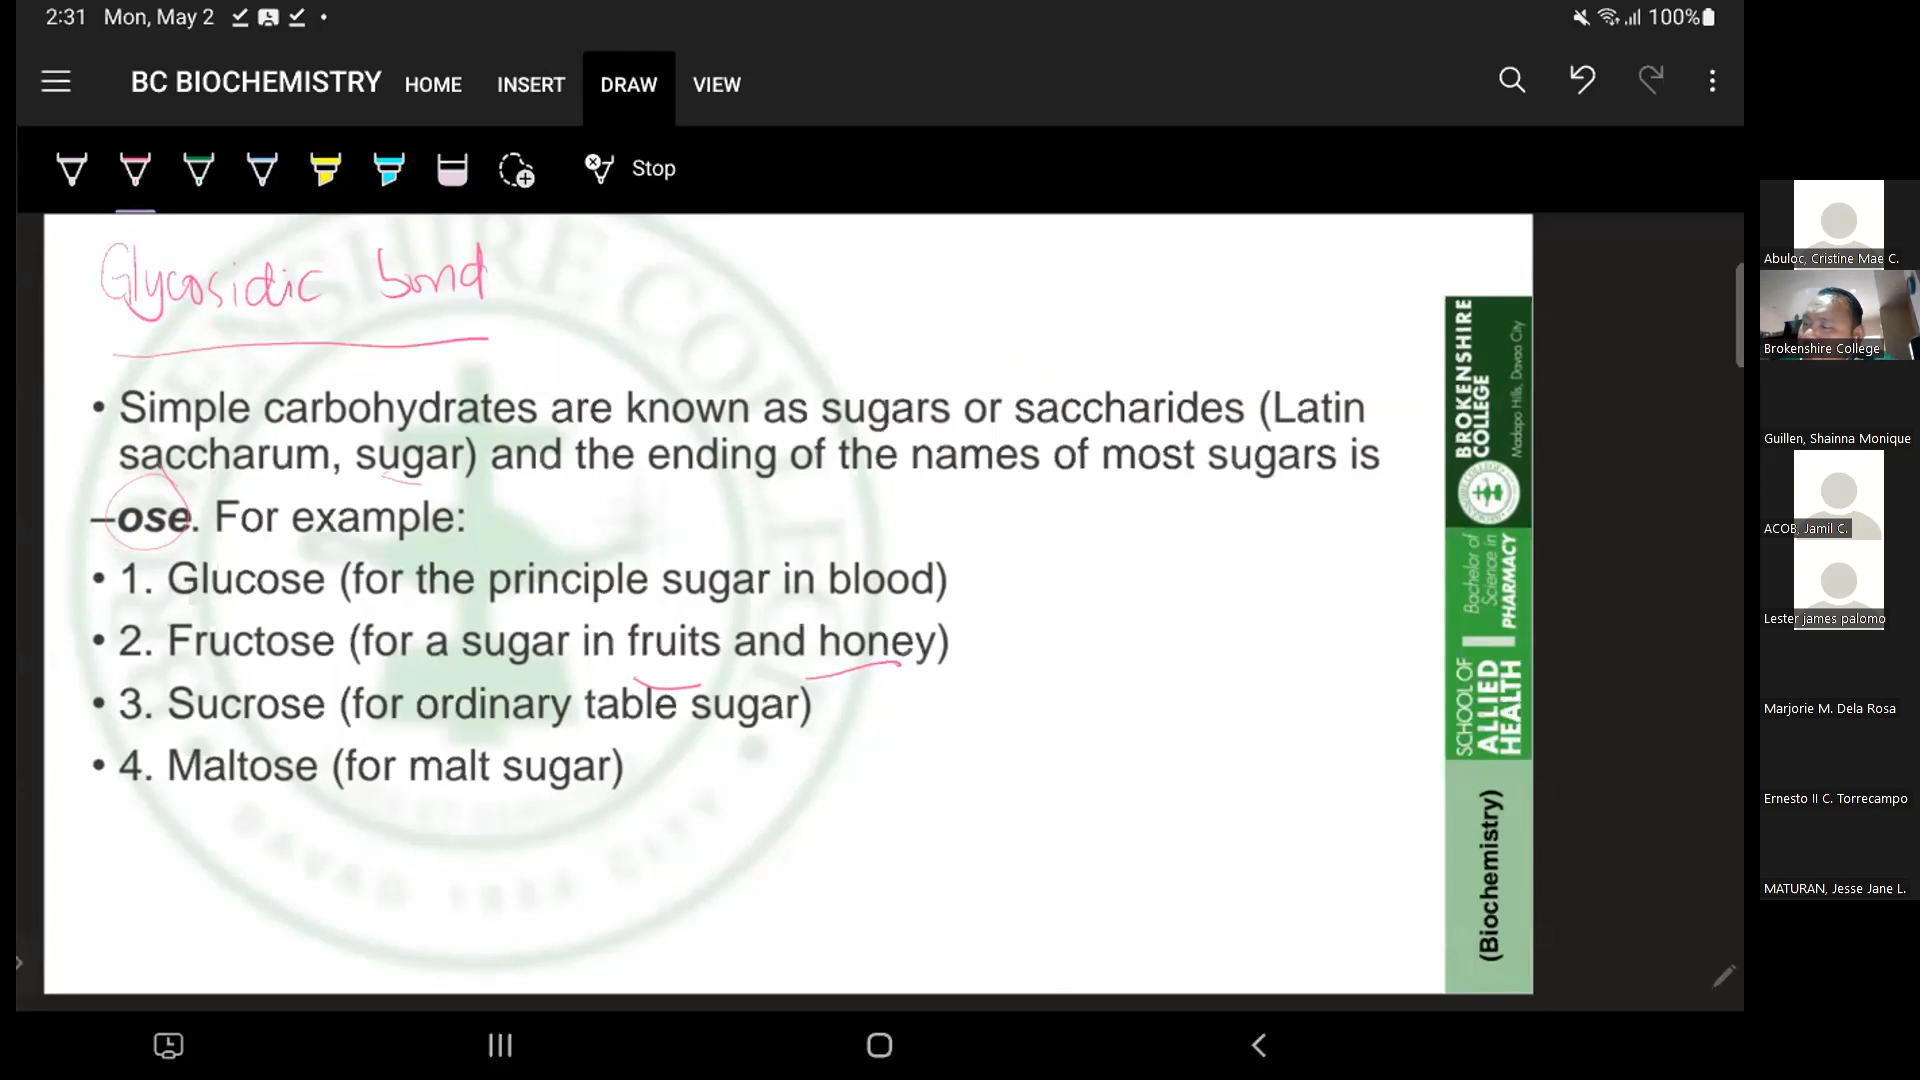 2:31 Mon, May 2
100%
BC BIOCHEMISTRY HOME INSERT DRAW VIEW
Stop
Glycosidic bond
• Simple carbohydrates are known as sugars or saccharides (Latin
saccharum, sugar) and the ending of the names of most sugars is
–ose. For example:
• 1. Glucose (for the principle sugar in blood)
• 2. Fructose (for a sugar in fruits and honey)
• 3. Sucrose (for ordinary table sugar)
• 4. Maltose (for malt sugar)
BROKENSHIRE
COLLEGE
Madapo Hills, Davao City
SCHOOL OF
ALLIED
HEALTH
Bachelor of
Science in
PHARMACY
(Biochemistry)
BROKENSHIRE COLLEGE
DAVAO 1954 CITY
Abuloc, Cristine Mae C.
Brokenshire College
Guillen, Shainna Monique
ACOB, Jamil C.
Lester james palomo
Marjorie M. Dela Rosa
Ernesto II C. Torrecampo
MATURAN, Jesse Jane L.